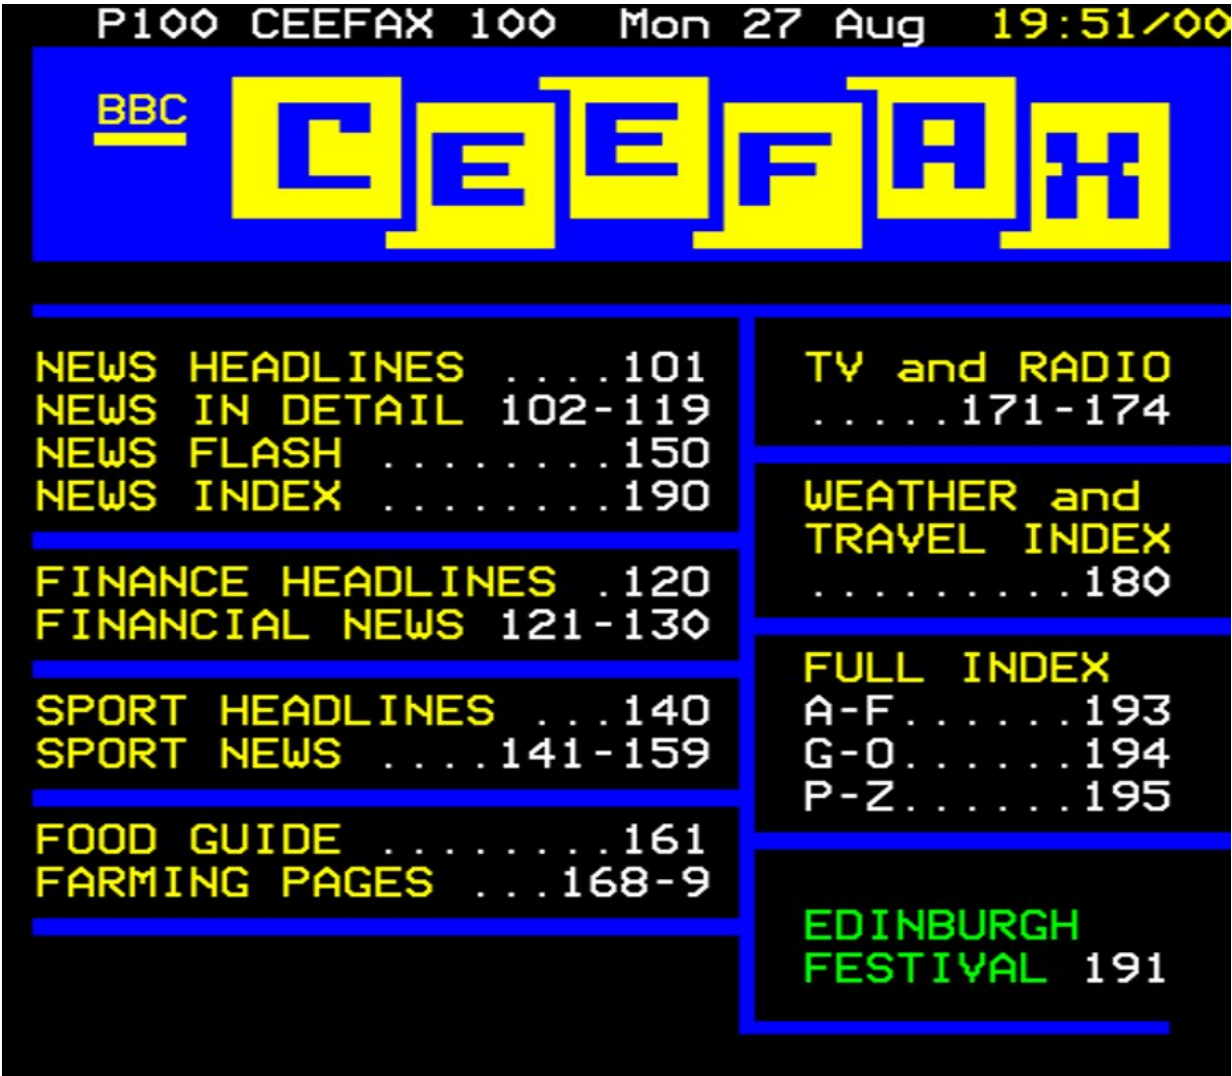 P100 CEEFAX 100 Mon 27 Aug 19:51/00
BBC
CEEFAX
NEWS HEADLINES ....101
NEWS IN DETAIL 102-119
NEWS FLASH ........150
NEWS INDEX ........190
FINANCE HEADLINES .120
FINANCIAL NEWS 121-130
SPORT HEADLINES ...140
SPORT NEWS ....141-159
FOOD GUIDE ........161
FARMING PAGES ...168-9
TV and RADIO
.....171-174
WEATHER and
TRAVEL INDEX
.........180
FULL INDEX
A-F......193
G-O......194
P-Z......195
EDINBURGH
FESTIVAL 191